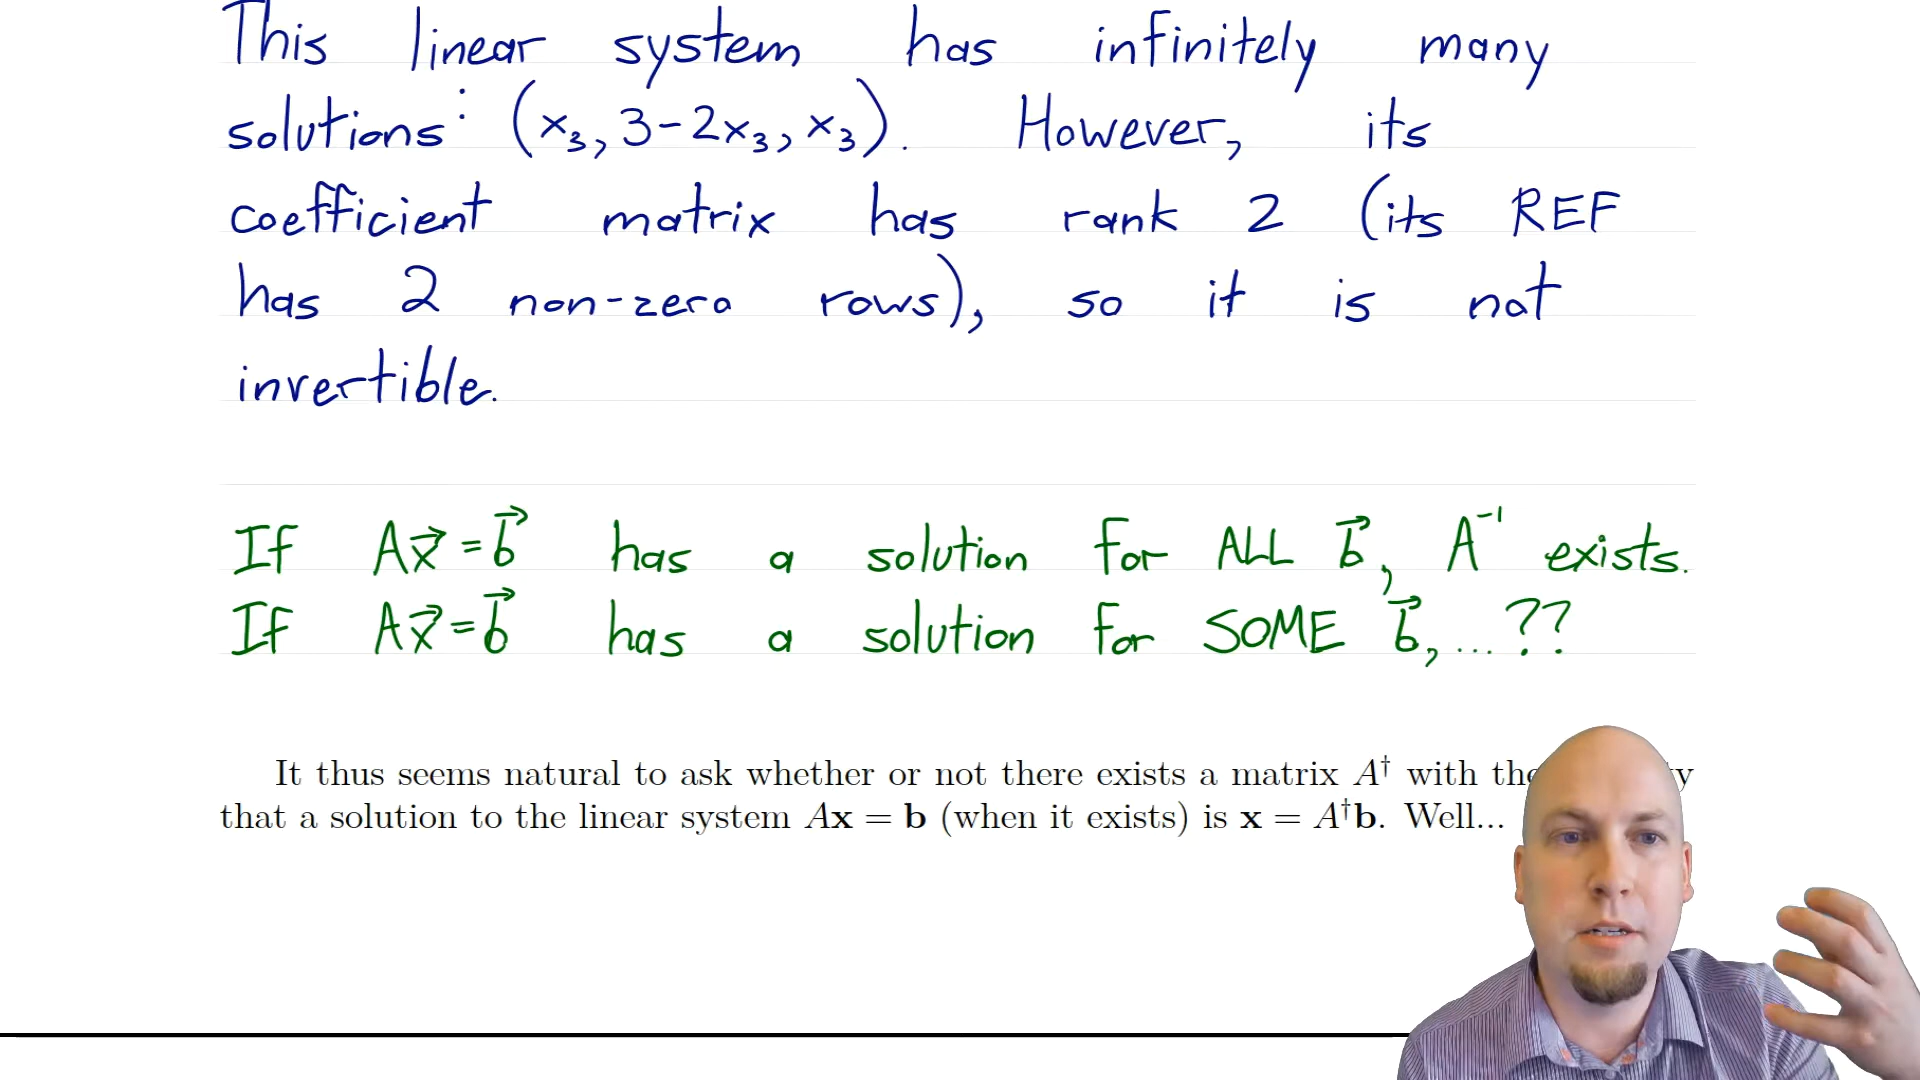 This linear system has infinitely many
solutions: (x₃, 3-2x₃, x₃). However, its
coefficient matrix has rank 2 (its REF
has 2 non-zero rows), so it is not
invertible.
If Ax⃗ = b⃗ has a solution for ALL b⃗, A⁻¹ exists.
If Ax⃗ = b⃗ has a solution for SOME b⃗, ... ??
It thus seems natural to ask whether or not there exists a matrix A† with
that a solution to the linear system Ax = b (when it exists) is x = A†b. Well...